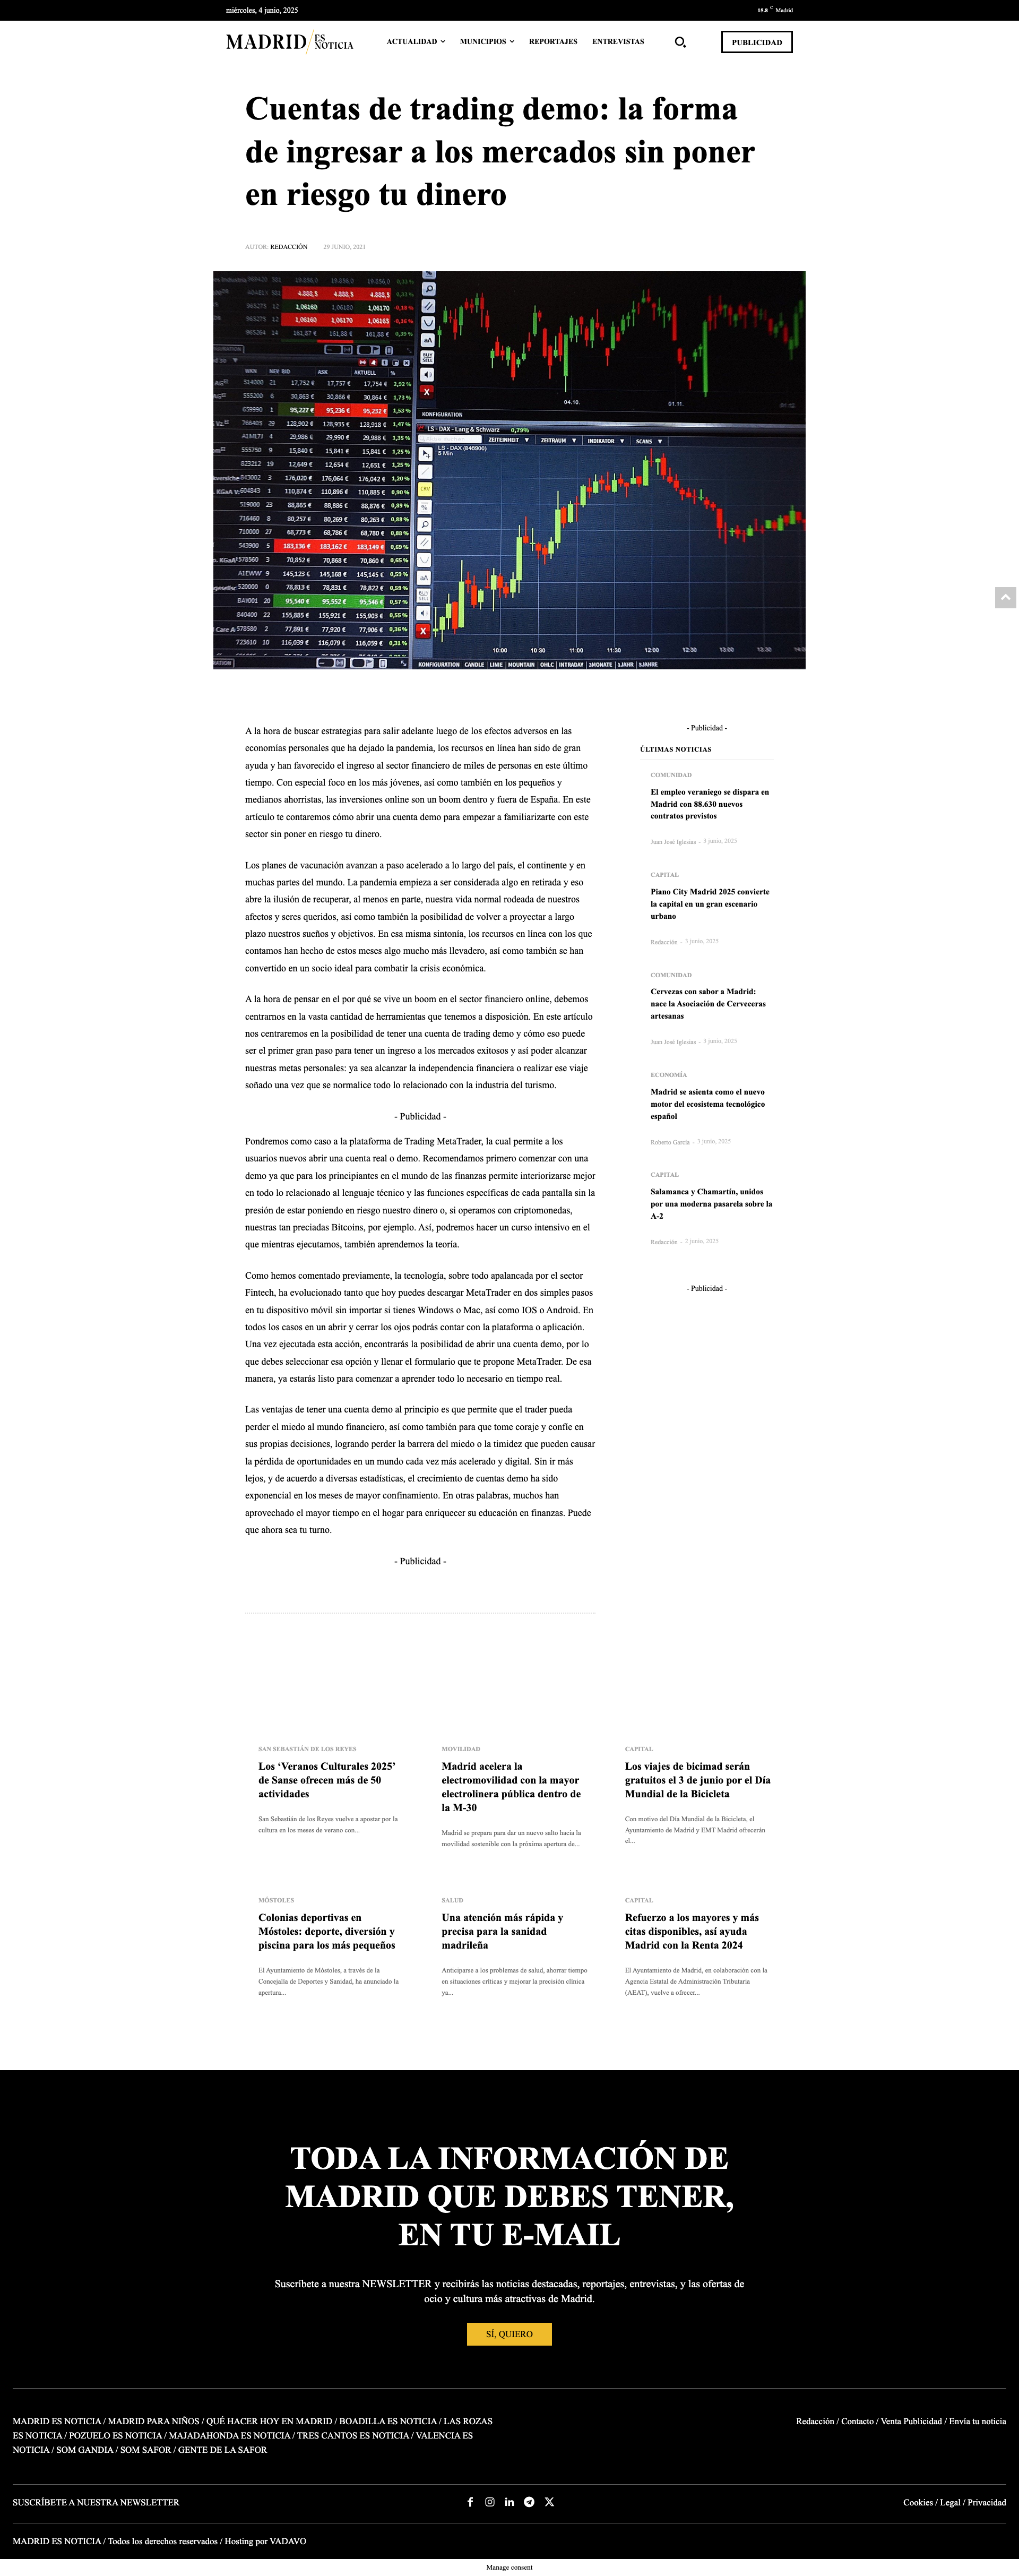 miércoles, 4 junio, 2025
15.8 C Madrid
MADRID ES NOTICIA
ACTUALIDAD
MUNICIPIOS
REPORTAJES
ENTREVISTAS
PUBLICIDAD
Cuentas de trading demo: la forma
de ingresar a los mercados sin poner
en riesgo tu dinero
AUTOR: REDACCIÓN 29 JUNIO, 2021
A la hora de buscar estrategias para salir adelante luego de los efectos adversos en las
economías personales que ha dejado la pandemia, los recursos en línea han sido de gran
ayuda y han favorecido el ingreso al sector financiero de miles de personas en este último
tiempo. Con especial foco en los más jóvenes, así como también en los pequeños y
medianos ahorristas, las inversiones online son un boom dentro y fuera de España. En este
artículo te contaremos cómo abrir una cuenta demo para empezar a familiarizarte con este
sector sin poner en riesgo tu dinero.
Los planes de vacunación avanzan a paso acelerado a lo largo del país, el continente y en
muchas partes del mundo. La pandemia empieza a ser considerada algo en retirada y eso
abre la ilusión de recuperar, al menos en parte, nuestra vida normal rodeada de nuestros
afectos y seres queridos, así como también la posibilidad de volver a proyectar a largo
plazo nuestros sueños y objetivos. En esa misma sintonía, los recursos en línea con los que
contamos han hecho de estos meses algo mucho más llevadero, así como también se han
convertido en un socio ideal para combatir la crisis económica.
A la hora de pensar en el por qué se vive un boom en el sector financiero online, debemos
centrarnos en la vasta cantidad de herramientas que tenemos a disposición. En este artículo
nos centraremos en la posibilidad de tener una cuenta de trading demo y cómo eso puede
ser el primer gran paso para tener un ingreso a los mercados exitosos y así poder alcanzar
nuestras metas personales: ya sea alcanzar la independencia financiera o realizar ese viaje
soñado una vez que se normalice todo lo relacionado con la industria del turismo.
- Publicidad -
Pondremos como caso a la plataforma de Trading MetaTrader, la cual permite a los
usuarios nuevos abrir una cuenta real o demo. Recomendamos primero comenzar con una
demo ya que para los principiantes en el mundo de las finanzas permite interiorizarse mejor
en todo lo relacionado al lenguaje técnico y las funciones específicas de cada pantalla sin la
presión de estar poniendo en riesgo nuestro dinero o, si operamos con criptomonedas,
nuestras tan preciadas Bitcoins, por ejemplo. Así, podremos hacer un curso intensivo en el
que mientras ejecutamos, también aprendemos la teoría.
Como hemos comentado previamente, la tecnología, sobre todo apalancada por el sector
Fintech, ha evolucionado tanto que hoy puedes descargar MetaTrader en dos simples pasos
en tu dispositivo móvil sin importar si tienes Windows o Mac, así como IOS o Android. En
todos los casos en un abrir y cerrar los ojos podrás contar con la plataforma o aplicación.
Una vez ejecutada esta acción, encontrarás la posibilidad de abrir una cuenta demo, por lo
que debes seleccionar esa opción y llenar el formulario que te propone MetaTrader. De esa
manera, ya estarás listo para comenzar a aprender todo lo necesario en tiempo real.
Las ventajas de tener una cuenta demo al principio es que permite que el trader pueda
perder el miedo al mundo financiero, así como también para que tome coraje y confíe en
sus propias decisiones, logrando perder la barrera del miedo o la timidez que pueden causar
la pérdida de oportunidades en un mundo cada vez más acelerado y digital. Sin ir más
lejos, y de acuerdo a diversas estadísticas, el crecimiento de cuentas demo ha sido
exponencial en los meses de mayor confinamiento. En otras palabras, muchos han
aprovechado el mayor tiempo en el hogar para enriquecer su educación en finanzas. Puede
que ahora sea tu turno.
- Publicidad -
- Publicidad -
ÚLTIMAS NOTICIAS
COMUNIDAD
El empleo veraniego se dispara en
Madrid con 88.630 nuevos
contratos previstos
Juan José Iglesias - 3 junio, 2025
CAPITAL
Piano City Madrid 2025 convierte
la capital en un gran escenario
urbano
Redacción - 3 junio, 2025
COMUNIDAD
Cervezas con sabor a Madrid:
nace la Asociación de Cerveceras
artesanas
Juan José Iglesias - 3 junio, 2025
ECONOMÍA
Madrid se asienta como el nuevo
motor del ecosistema tecnológico
español
Roberto García - 3 junio, 2025
CAPITAL
Salamanca y Chamartín, unidos
por una moderna pasarela sobre la
A-2
Redacción - 2 junio, 2025
- Publicidad -
SAN SEBASTIÁN DE LOS REYES
Los ‘Veranos Culturales 2025’
de Sanse ofrecen más de 50
actividades
San Sebastián de los Reyes vuelve a apostar por la
cultura en los meses de verano con...
MOVILIDAD
Madrid acelera la
electromovilidad con la mayor
electrolinera pública dentro de
la M-30
Madrid se prepara para dar un nuevo salto hacia la
movilidad sostenible con la próxima apertura de...
CAPITAL
Los viajes de bicimad serán
gratuitos el 3 de junio por el Día
Mundial de la Bicicleta
Con motivo del Día Mundial de la Bicicleta, el
Ayuntamiento de Madrid y EMT Madrid ofrecerán
el...
MÓSTOLES
Colonias deportivas en
Móstoles: deporte, diversión y
piscina para los más pequeños
El Ayuntamiento de Móstoles, a través de la
Concejalía de Deportes y Sanidad, ha anunciado la
apertura...
SALUD
Una atención más rápida y
precisa para la sanidad
madrileña
Anticiparse a los problemas de salud, ahorrar tiempo
en situaciones críticas y mejorar la precisión clínica
ya...
CAPITAL
Refuerzo a los mayores y más
citas disponibles, así ayuda
Madrid con la Renta 2024
El Ayuntamiento de Madrid, en colaboración con la
Agencia Estatal de Administración Tributaria
(AEAT), vuelve a ofrecer...
TODA LA INFORMACIÓN DE
MADRID QUE DEBES TENER,
EN TU E-MAIL
Suscríbete a nuestra NEWSLETTER y recibirás las noticias destacadas, reportajes, entrevistas, y las ofertas de
ocio y cultura más atractivas de Madrid.
SÍ, QUIERO
MADRID ES NOTICIA / MADRID PARA NIÑOS / QUÉ HACER HOY EN MADRID / BOADILLA ES NOTICIA / LAS ROZAS
ES NOTICIA / POZUELO ES NOTICIA / MAJADAHONDA ES NOTICIA / TRES CANTOS ES NOTICIA / VALENCIA ES
NOTICIA / SOM GANDIA / SOM SAFOR / GENTE DE LA SAFOR
Redacción / Contacto / Venta Publicidad / Envía tu noticia
SUSCRÍBETE A NUESTRA NEWSLETTER
Cookies / Legal / Privacidad
MADRID ES NOTICIA / Todos los derechos reservados / Hosting por VADAVO
Manage consent